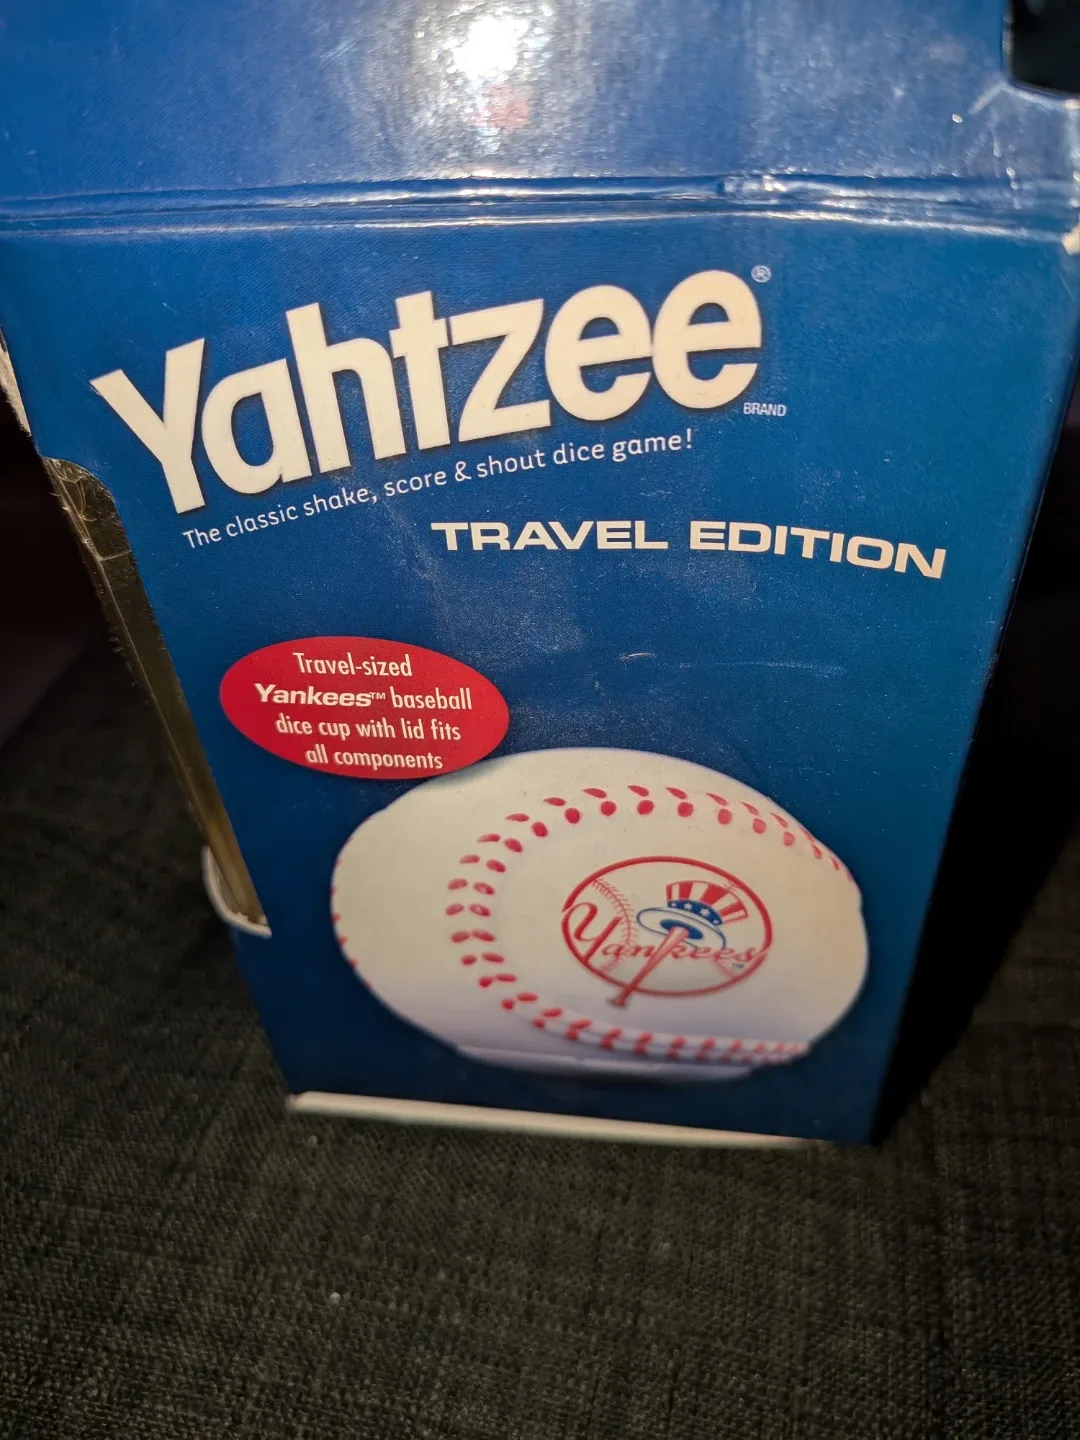 Yahtzee®
BRAND
The classic shake, score & shout dice game!
TRAVEL EDITION
Travel-sized
Yankees™ baseball
dice cup with lid fits
all components
Yankees